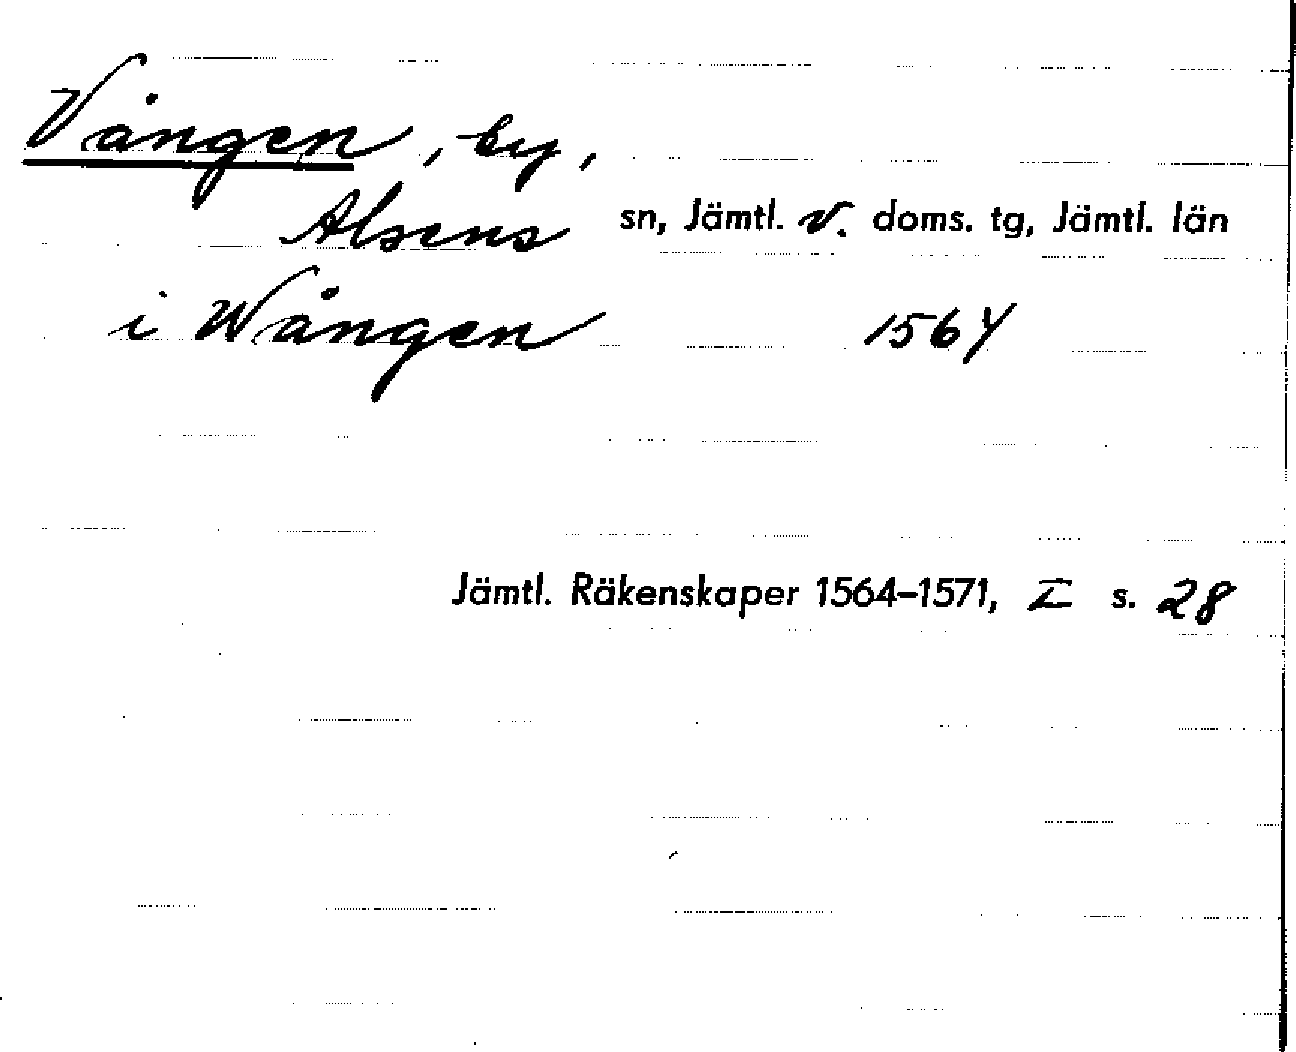 Vången, by,
Alsens sn, Jämtl. v. doms. tg, Jämtl. län
i Wången 1564
Jämtl. Räkenskaper 1564–1571, I s. 28